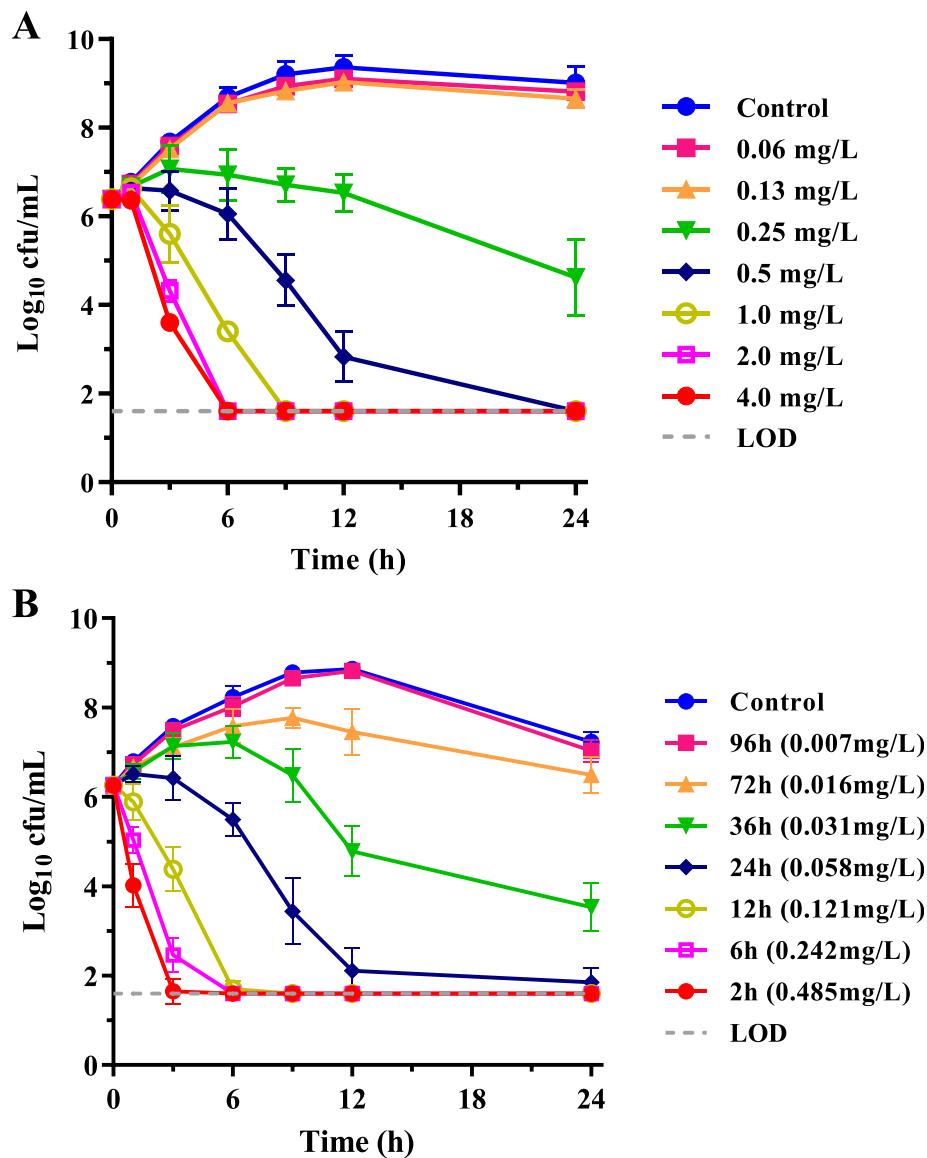 A
10
8
6
4
2
0
Log10 cfu/mL
0
6
12
18
24
Time (h)
Control
0.06 mg/L
0.13 mg/L
0.25 mg/L
0.5 mg/L
1.0 mg/L
2.0 mg/L
4.0 mg/L
LOD
B
10
8
6
4
2
0
Log10 cfu/mL
0
6
12
18
24
Time (h)
Control
96h (0.007mg/L)
72h (0.016mg/L)
36h (0.031mg/L)
24h (0.058mg/L)
12h (0.121mg/L)
6h (0.242mg/L)
2h (0.485mg/L)
LOD